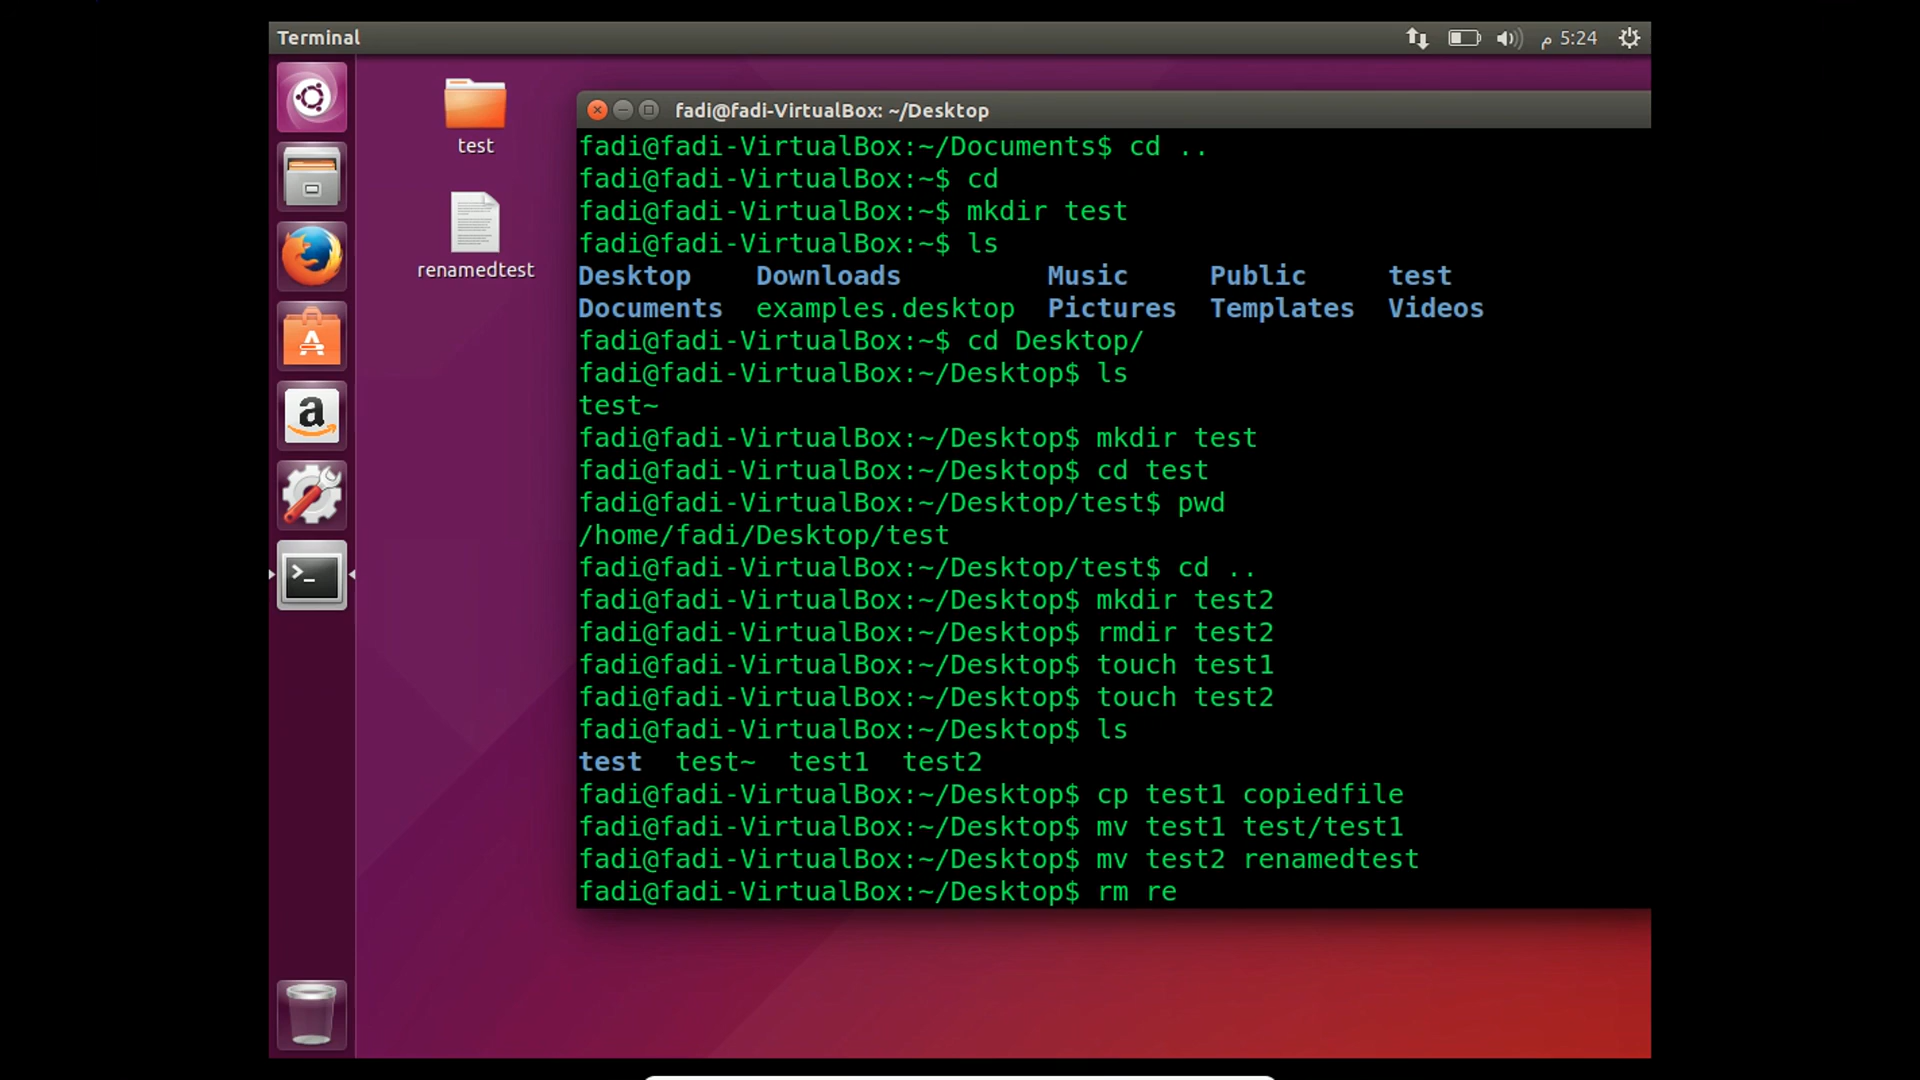 Terminal
م 5:24
test
renamedtest
fadi@fadi-VirtualBox: ~/Desktop
fadi@fadi-VirtualBox:~/Documents$ cd ..
fadi@fadi-VirtualBox:~$ cd
fadi@fadi-VirtualBox:~$ mkdir test
fadi@fadi-VirtualBox:~$ ls
Desktop Downloads Music Public test
Documents examples.desktop Pictures Templates Videos
fadi@fadi-VirtualBox:~$ cd Desktop/
fadi@fadi-VirtualBox:~/Desktop$ ls
test~
fadi@fadi-VirtualBox:~/Desktop$ mkdir test
fadi@fadi-VirtualBox:~/Desktop$ cd test
fadi@fadi-VirtualBox:~/Desktop/test$ pwd
/home/fadi/Desktop/test
fadi@fadi-VirtualBox:~/Desktop/test$ cd ..
fadi@fadi-VirtualBox:~/Desktop$ mkdir test2
fadi@fadi-VirtualBox:~/Desktop$ rmdir test2
fadi@fadi-VirtualBox:~/Desktop$ touch test1
fadi@fadi-VirtualBox:~/Desktop$ touch test2
fadi@fadi-VirtualBox:~/Desktop$ ls
test test~ test1 test2
fadi@fadi-VirtualBox:~/Desktop$ cp test1 copiedfile
fadi@fadi-VirtualBox:~/Desktop$ mv test1 test/test1
fadi@fadi-VirtualBox:~/Desktop$ mv test2 renamedtest
fadi@fadi-VirtualBox:~/Desktop$ rm re